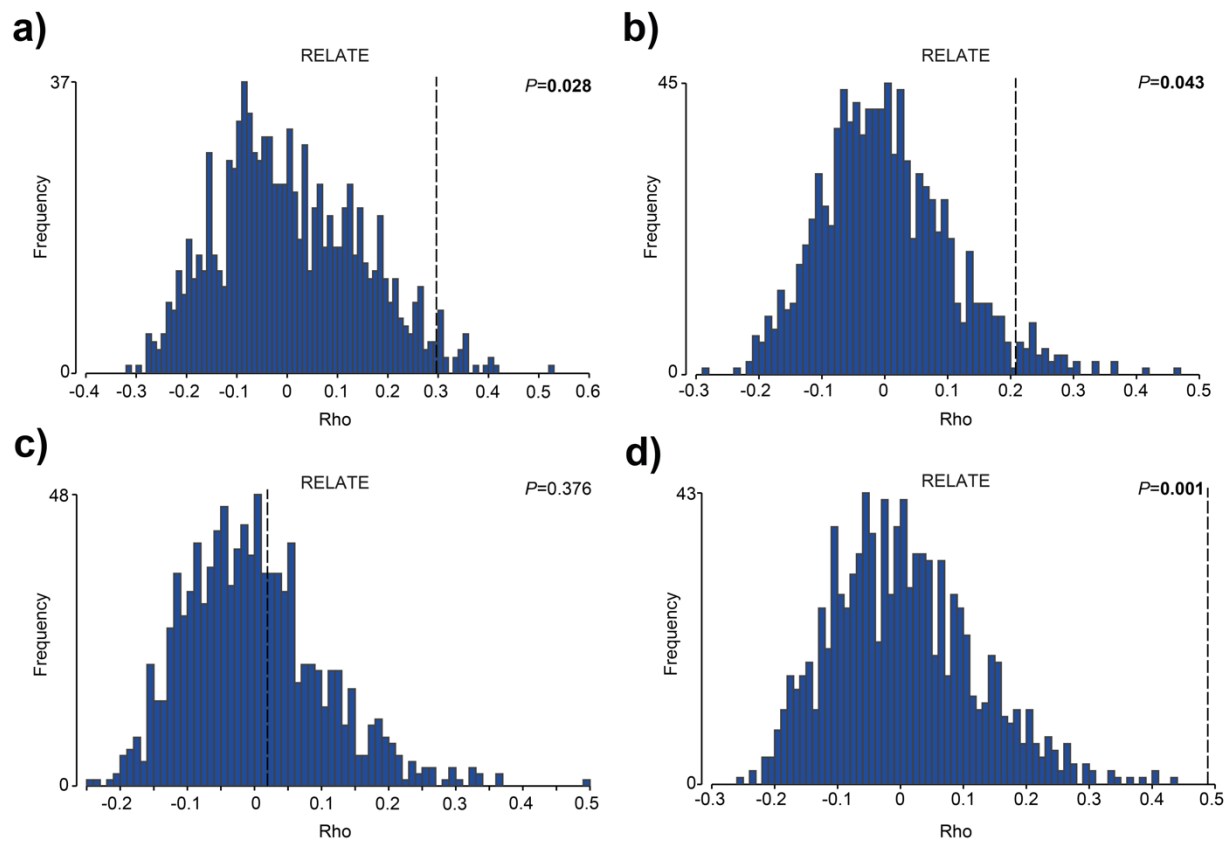 a)
RELATE
P=0.028
37
Frequency
0
-0.4 -0.3 -0.2 -0.1 0 0.1 0.2 0.3 0.4 0.5 0.6
Rho
b)
RELATE
P=0.043
45
Frequency
0
-0.3 -0.2 -0.1 0 0.1 0.2 0.3 0.4 0.5
Rho
c)
RELATE
P=0.376
48
Frequency
0
-0.2 -0.1 0 0.1 0.2 0.3 0.4 0.5
Rho
d)
RELATE
P=0.001
43
Frequency
0
-0.3 -0.2 -0.1 0 0.1 0.2 0.3 0.4 0.5
Rho